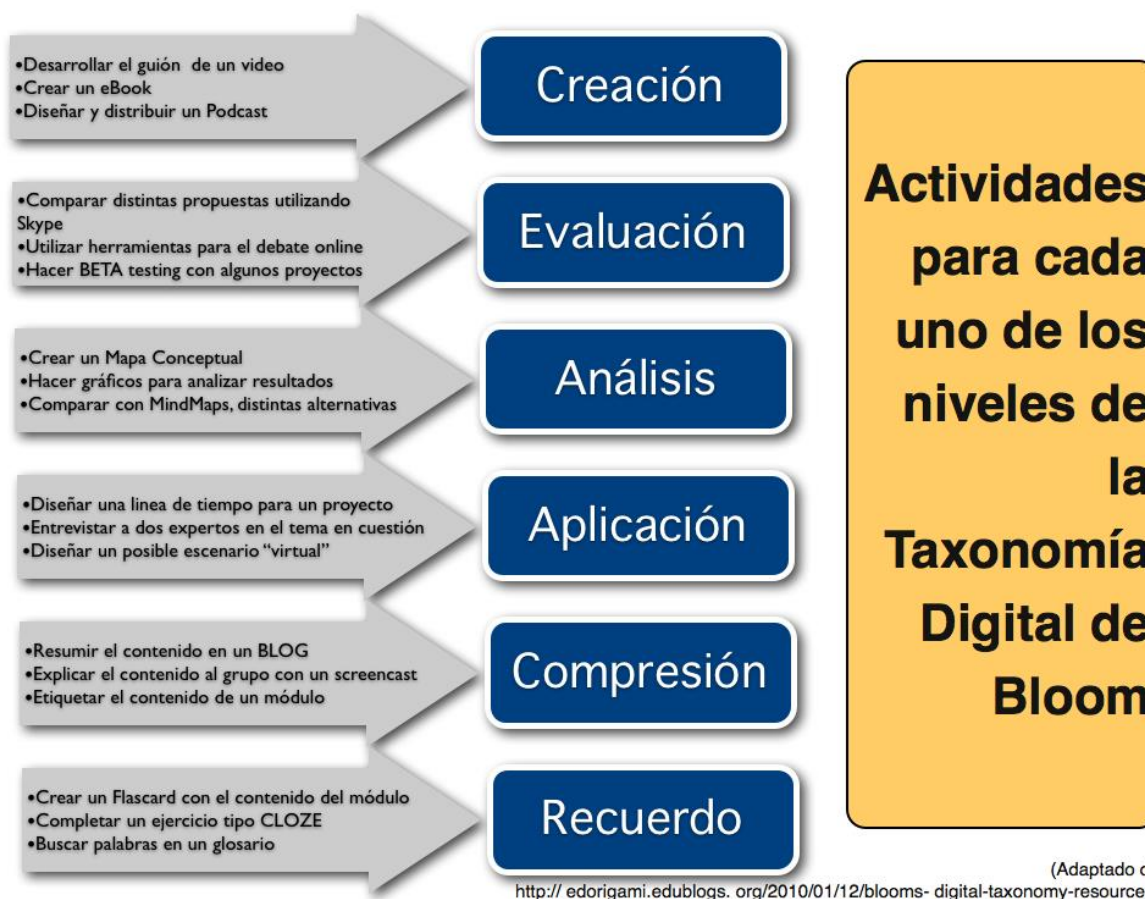 •Desarrollar el guión de un video
•Crear un eBook
•Diseñar y distribuir un Podcast
Creación
•Comparar distintas propuestas utilizando
Skype
•Utilizar herramientas para el debate online
•Hacer BETA testing con algunos proyectos
Evaluación
•Crear un Mapa Conceptual
•Hacer gráficos para analizar resultados
•Comparar con MindMaps, distintas alternativas
Análisis
•Diseñar una linea de tiempo para un proyecto
•Entrevistar a dos expertos en el tema en cuestión
•Diseñar un posible escenario “virtual”
Aplicación
•Resumir el contenido en un BLOG
•Explicar el contenido al grupo con un screencast
•Etiquetar el contenido de un módulo
Compresión
•Crear un Flascard con el contenido del módulo
•Completar un ejercicio tipo CLOZE
•Buscar palabras en un glosario
Recuerdo
Actividades
para cada
uno de los
niveles de
la
Taxonomía
Digital de
Bloom
(Adaptado
http:// edorigami.edublogs. org/2010/01/12/blooms- digital-taxonomy-resource